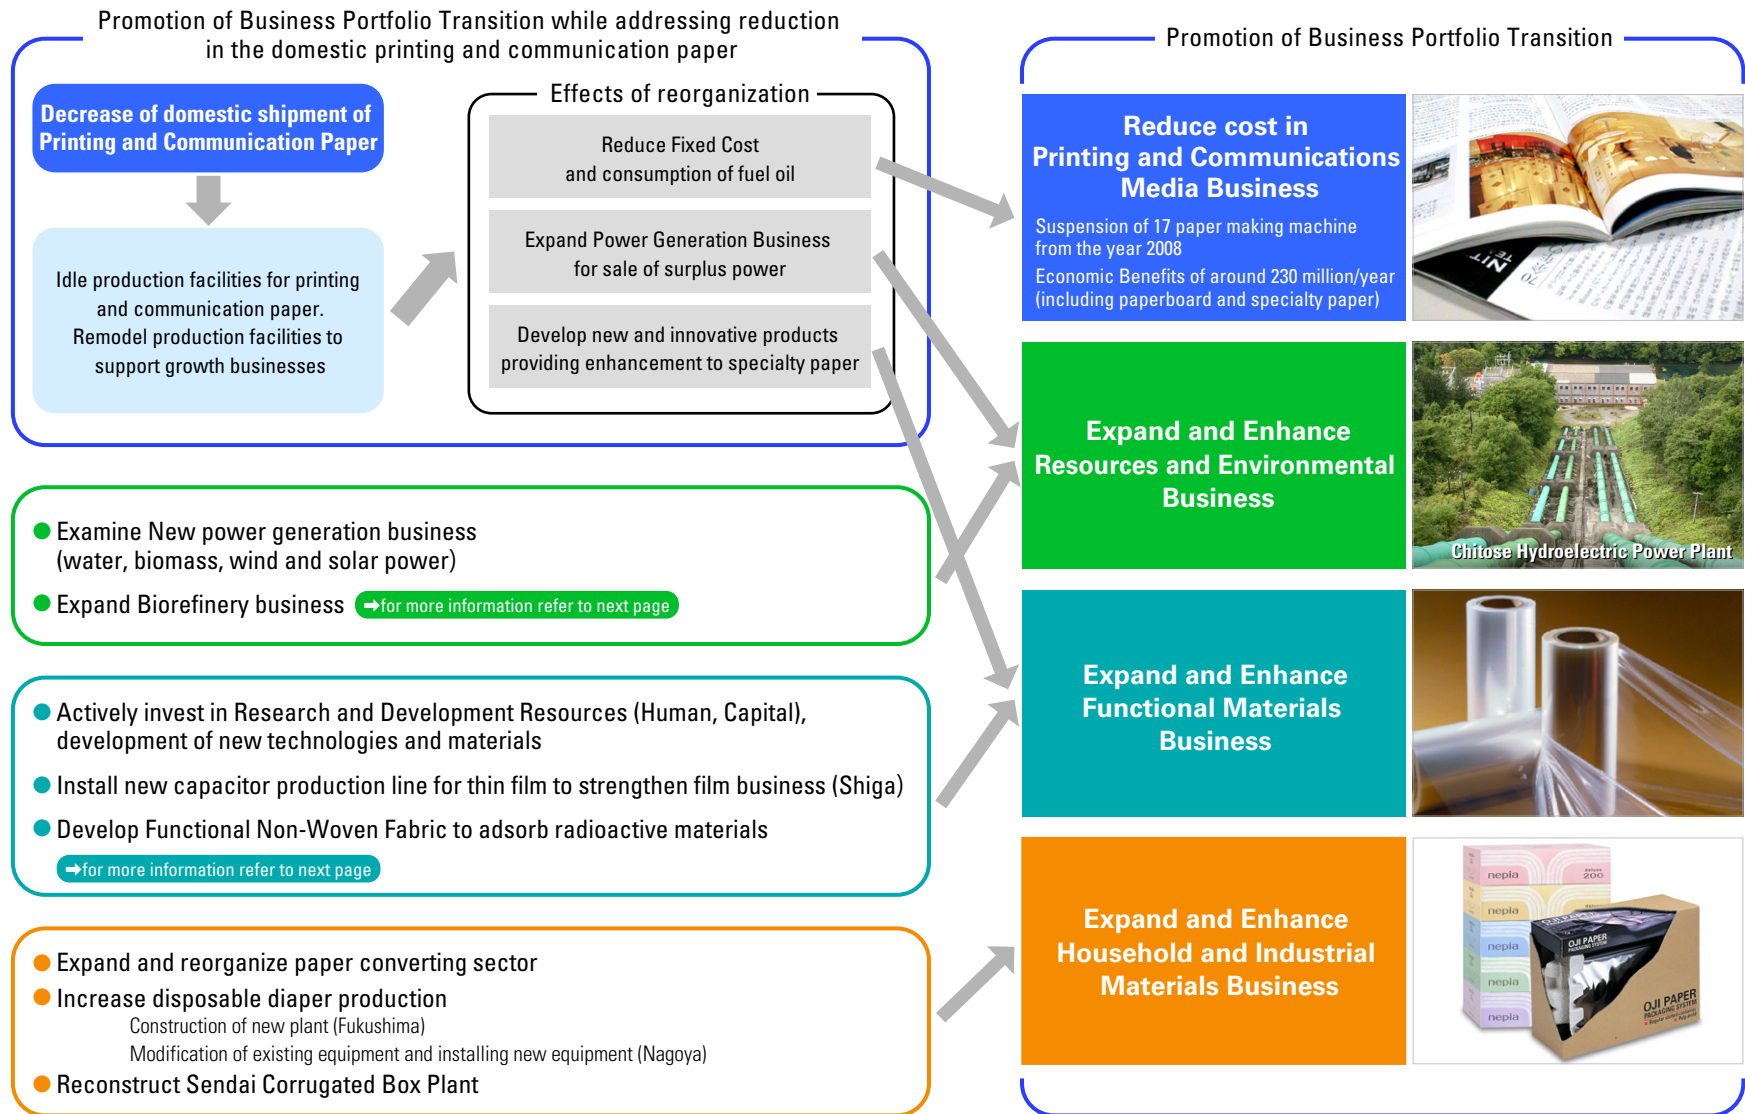 Promotion of Business Portfolio Transition while addressing reduction
in the domestic printing and communication paper
Decrease of domestic shipment of
Printing and Communication Paper
Idle production facilities for printing
and communication paper.
Remodel production facilities to
support growth businesses
Effects of reorganization
Reduce Fixed Cost
and consumption of fuel oil
Expand Power Generation Business
for sale of surplus power
Develop new and innovative products
providing enhancement to specialty paper
● Examine New power generation business
(water, biomass, wind and solar power)
● Expand Biorefinery business ➡for more information refer to next page
● Actively invest in Research and Development Resources (Human, Capital),
development of new technologies and materials
● Install new capacitor production line for thin film to strengthen film business (Shiga)
● Develop Functional Non-Woven Fabric to adsorb radioactive materials
➡for more information refer to next page
● Expand and reorganize paper converting sector
● Increase disposable diaper production
Construction of new plant (Fukushima)
Modification of existing equipment and installing new equipment (Nagoya)
● Reconstruct Sendai Corrugated Box Plant
Promotion of Business Portfolio Transition
Reduce cost in
Printing and Communications
Media Business
Suspension of 17 paper making machine
from the year 2008
Economic Benefits of around 230 million/year
(including paperboard and specialty paper)
Expand and Enhance
Resources and Environmental
Business
Chitose Hydroelectric Power Plant
Expand and Enhance
Functional Materials
Business
Expand and Enhance
Household and Industrial
Materials Business
nepia
deluxe
200
nepia
nepia
nepia
nepia
OJI PAPER
PACKAGING SYSTEM
OJI PAPER
PACKAGING SYSTEM